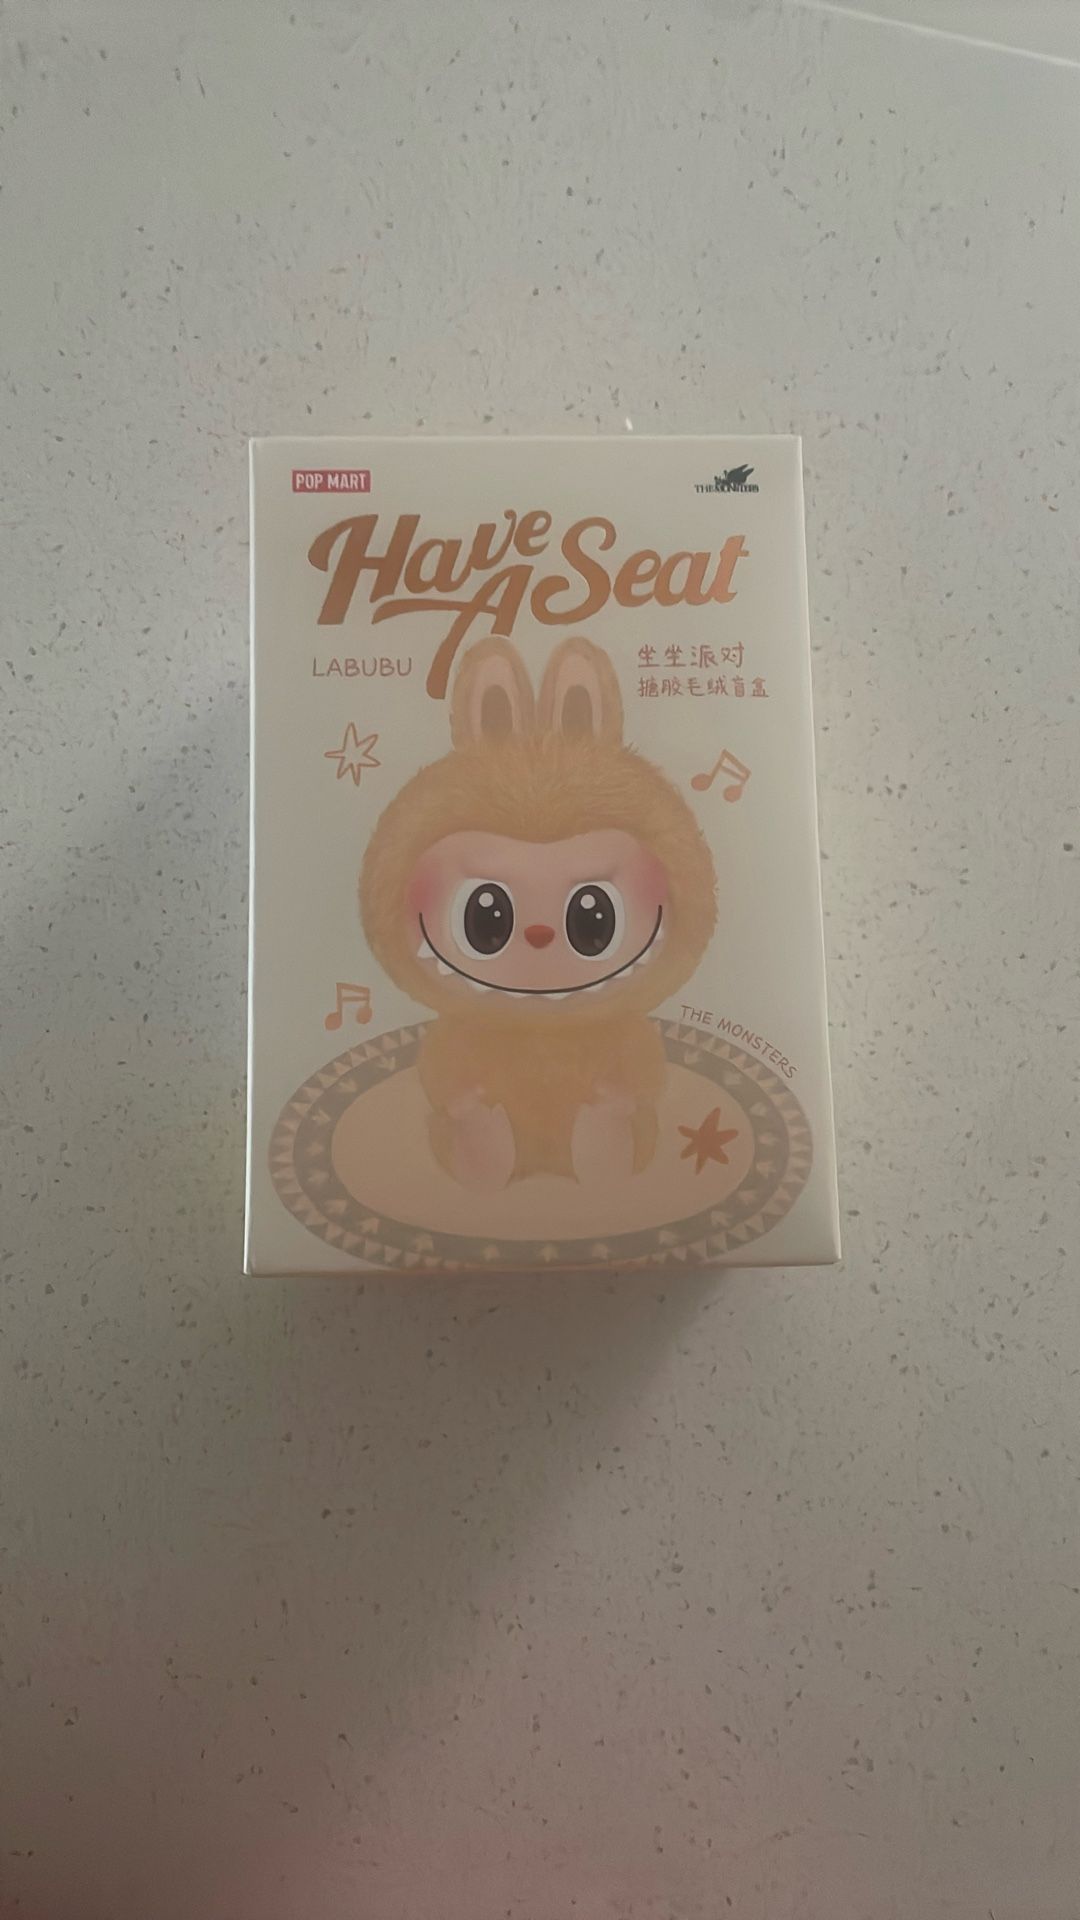 POP MART
THE MONSTERS
Have A Seat
LABUBU
坐坐派对
搪胶毛绒盲盒
THE MONSTERS